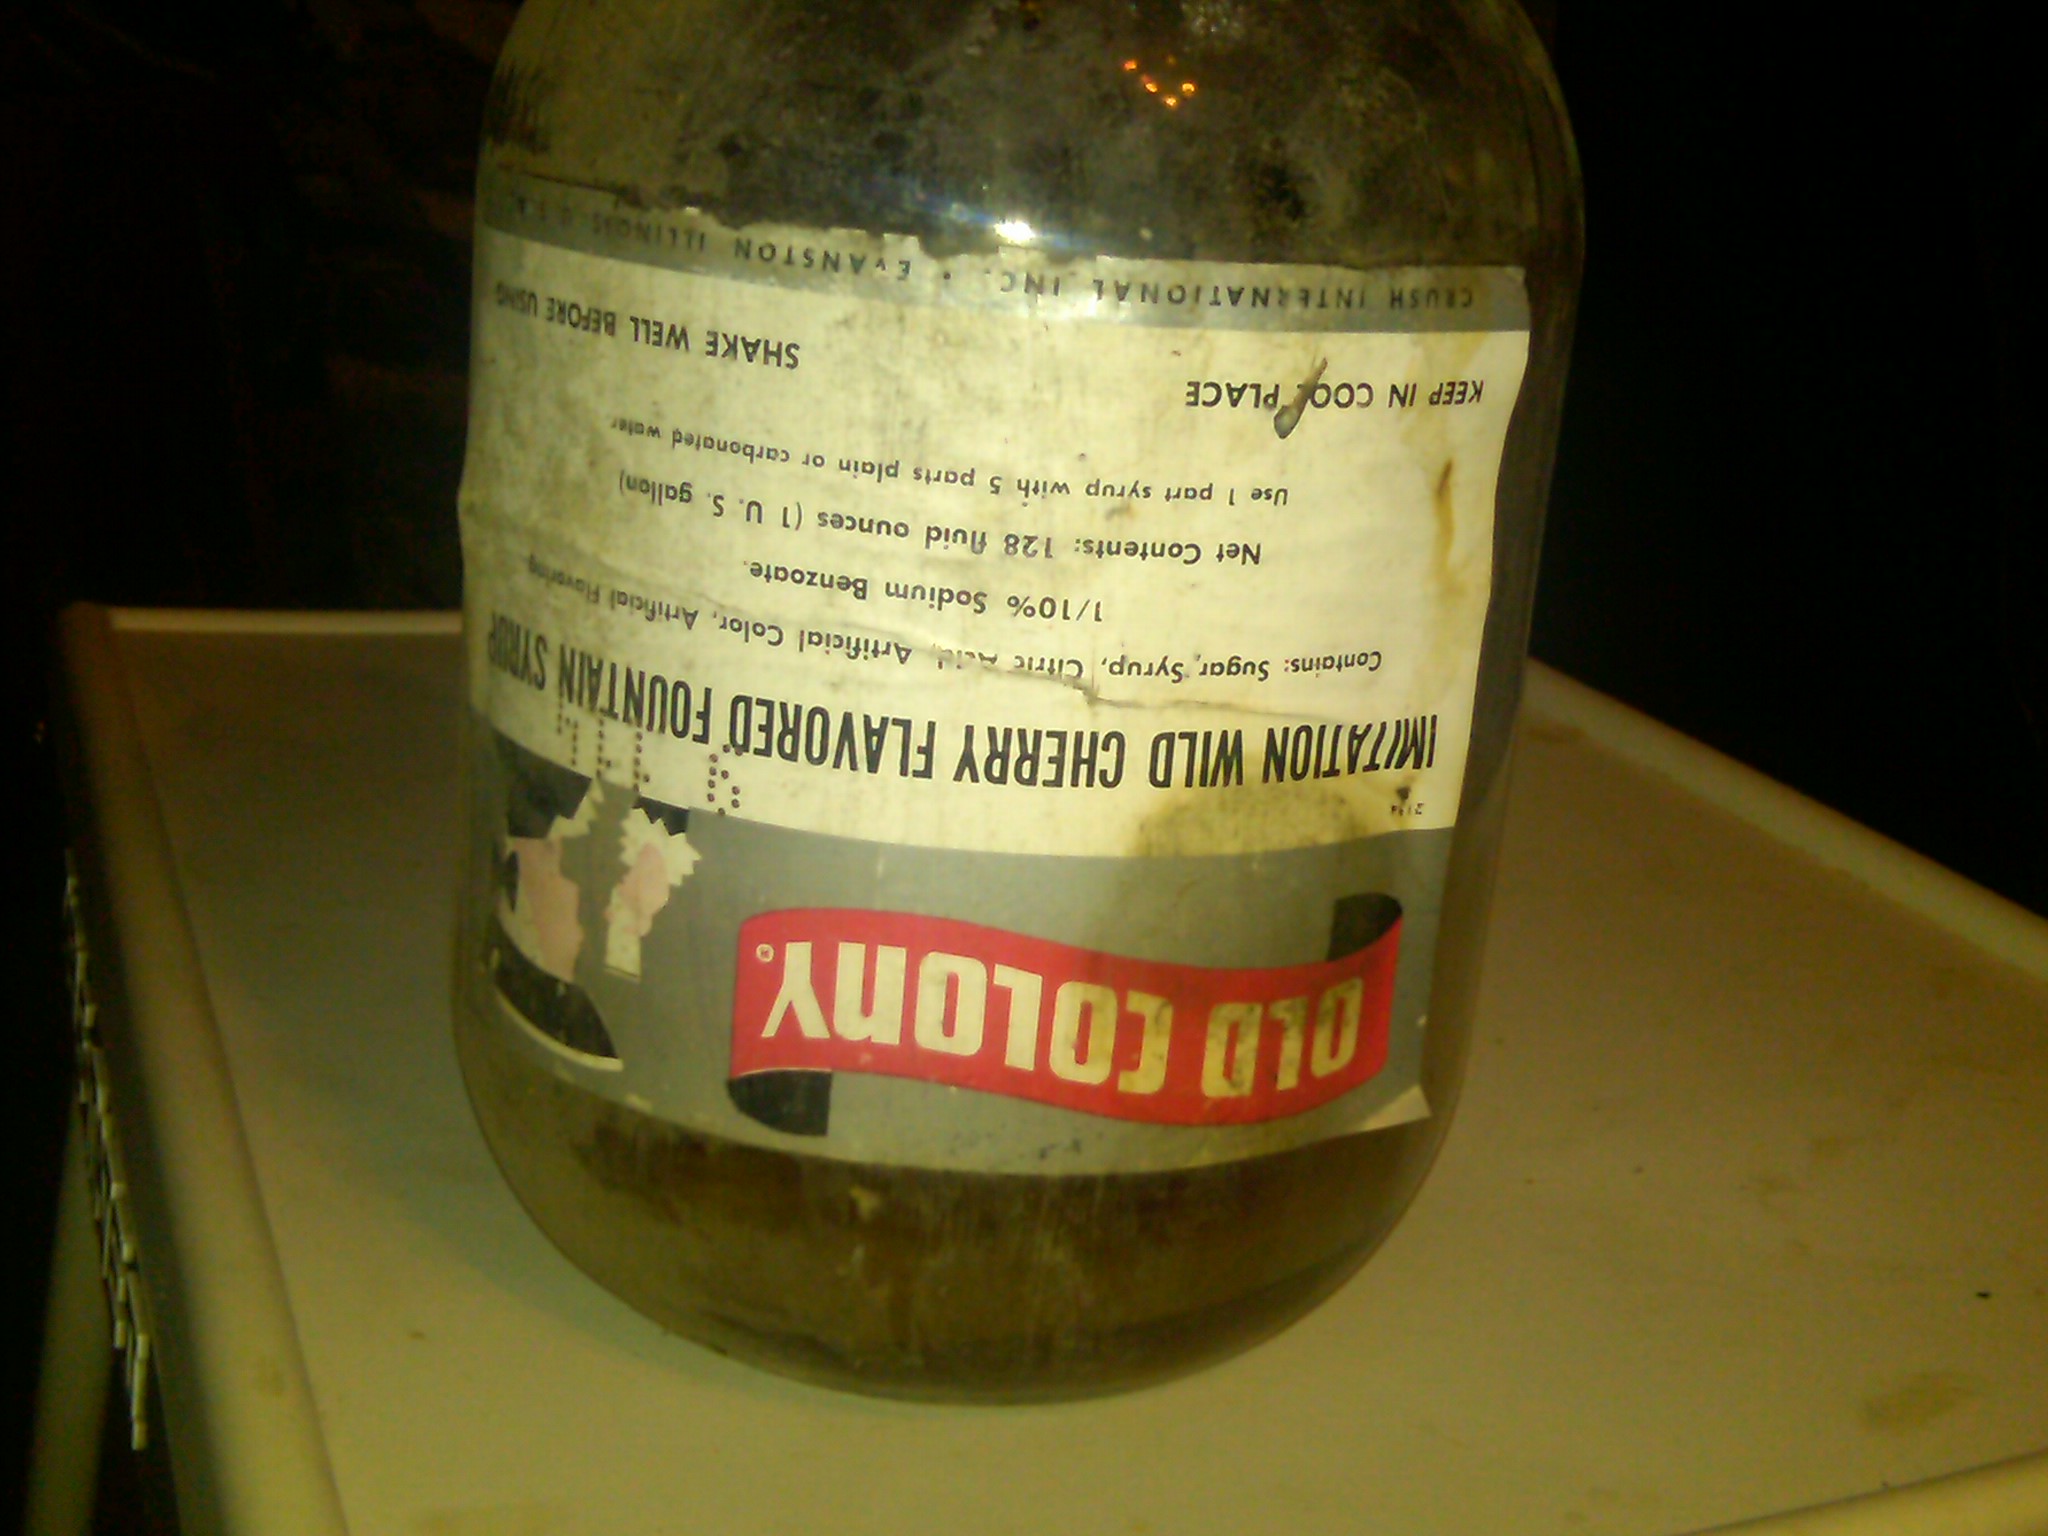 OLD COLONY®
IMITATION WILD CHERRY FLAVORED FOUNTAIN SYRUP
Contains: Sugar, Syrup, Citric Acid, Artificial Color, Artificial Flavoring
1/10% Sodium Benzoate.
Net Contents: 128 fluid ounces (1 U. S. gallon)
Use 1 part syrup with 5 parts plain or carbonated water
KEEP IN COOL PLACE SHAKE WELL BEFORE USING
CRUSH INTERNATIONAL INC. • EVANSTON ILLINOIS U.S.A.